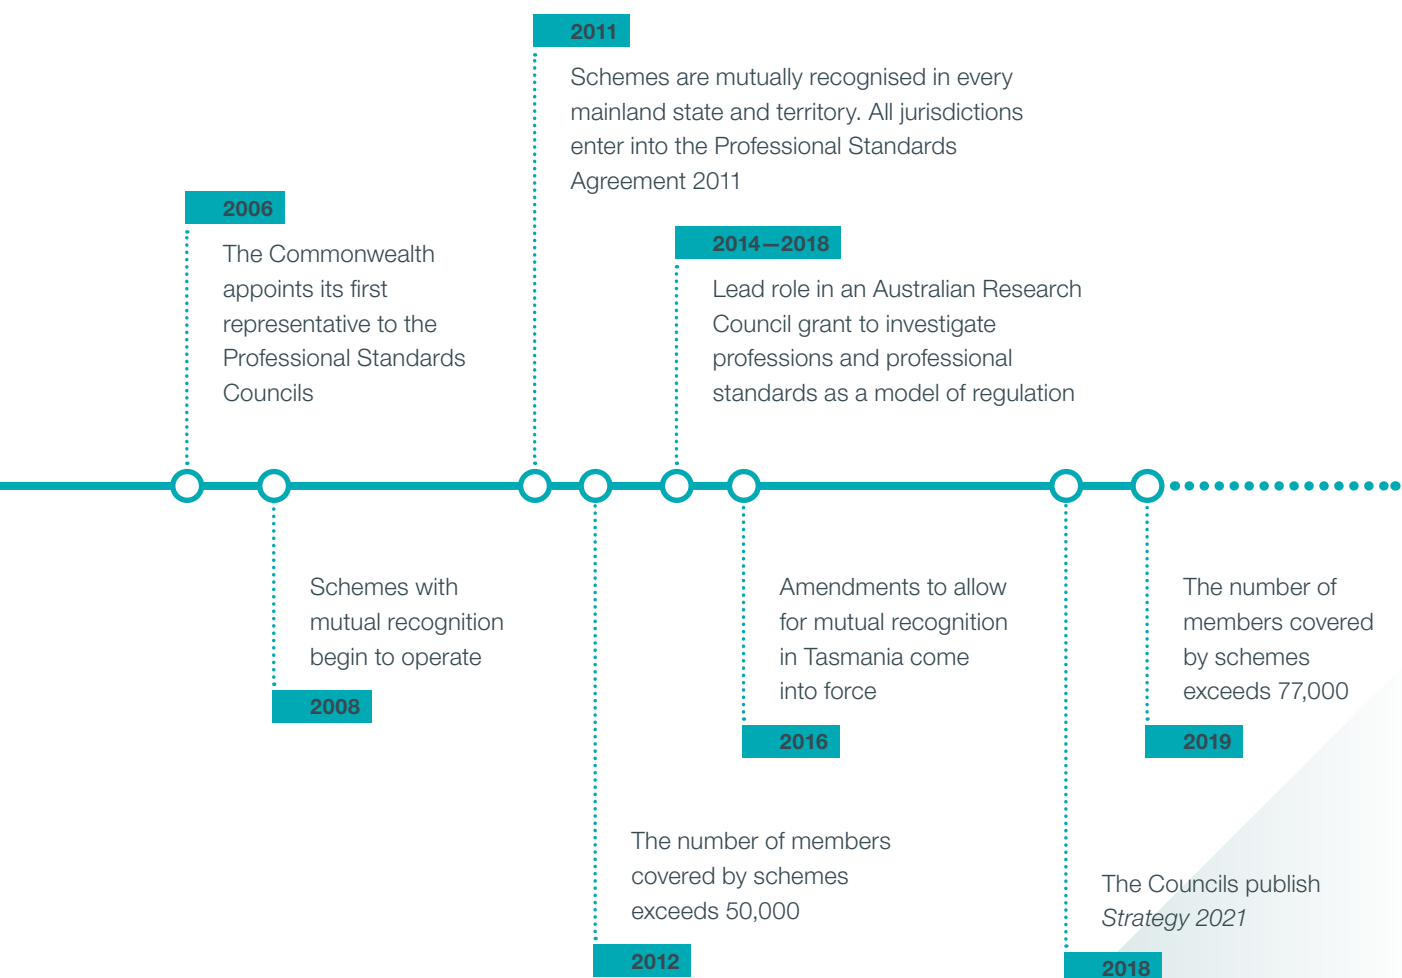 2011
Schemes are mutually recognised in every
mainland state and territory. All jurisdictions
enter into the Professional Standards
Agreement 2011
2006
The Commonwealth
appoints its first
representative to the
Professional Standards
Councils
2014—2018
Lead role in an Australian Research
Council grant to investigate
professions and professional
standards as a model of regulation
Schemes with
mutual recognition
begin to operate
2008
Amendments to allow
for mutual recognition
in Tasmania come
into force
2016
The number of
members covered
by schemes
exceeds 77,000
2019
The number of members
covered by schemes
exceeds 50,000
2012
The Councils publish
Strategy 2021
2018